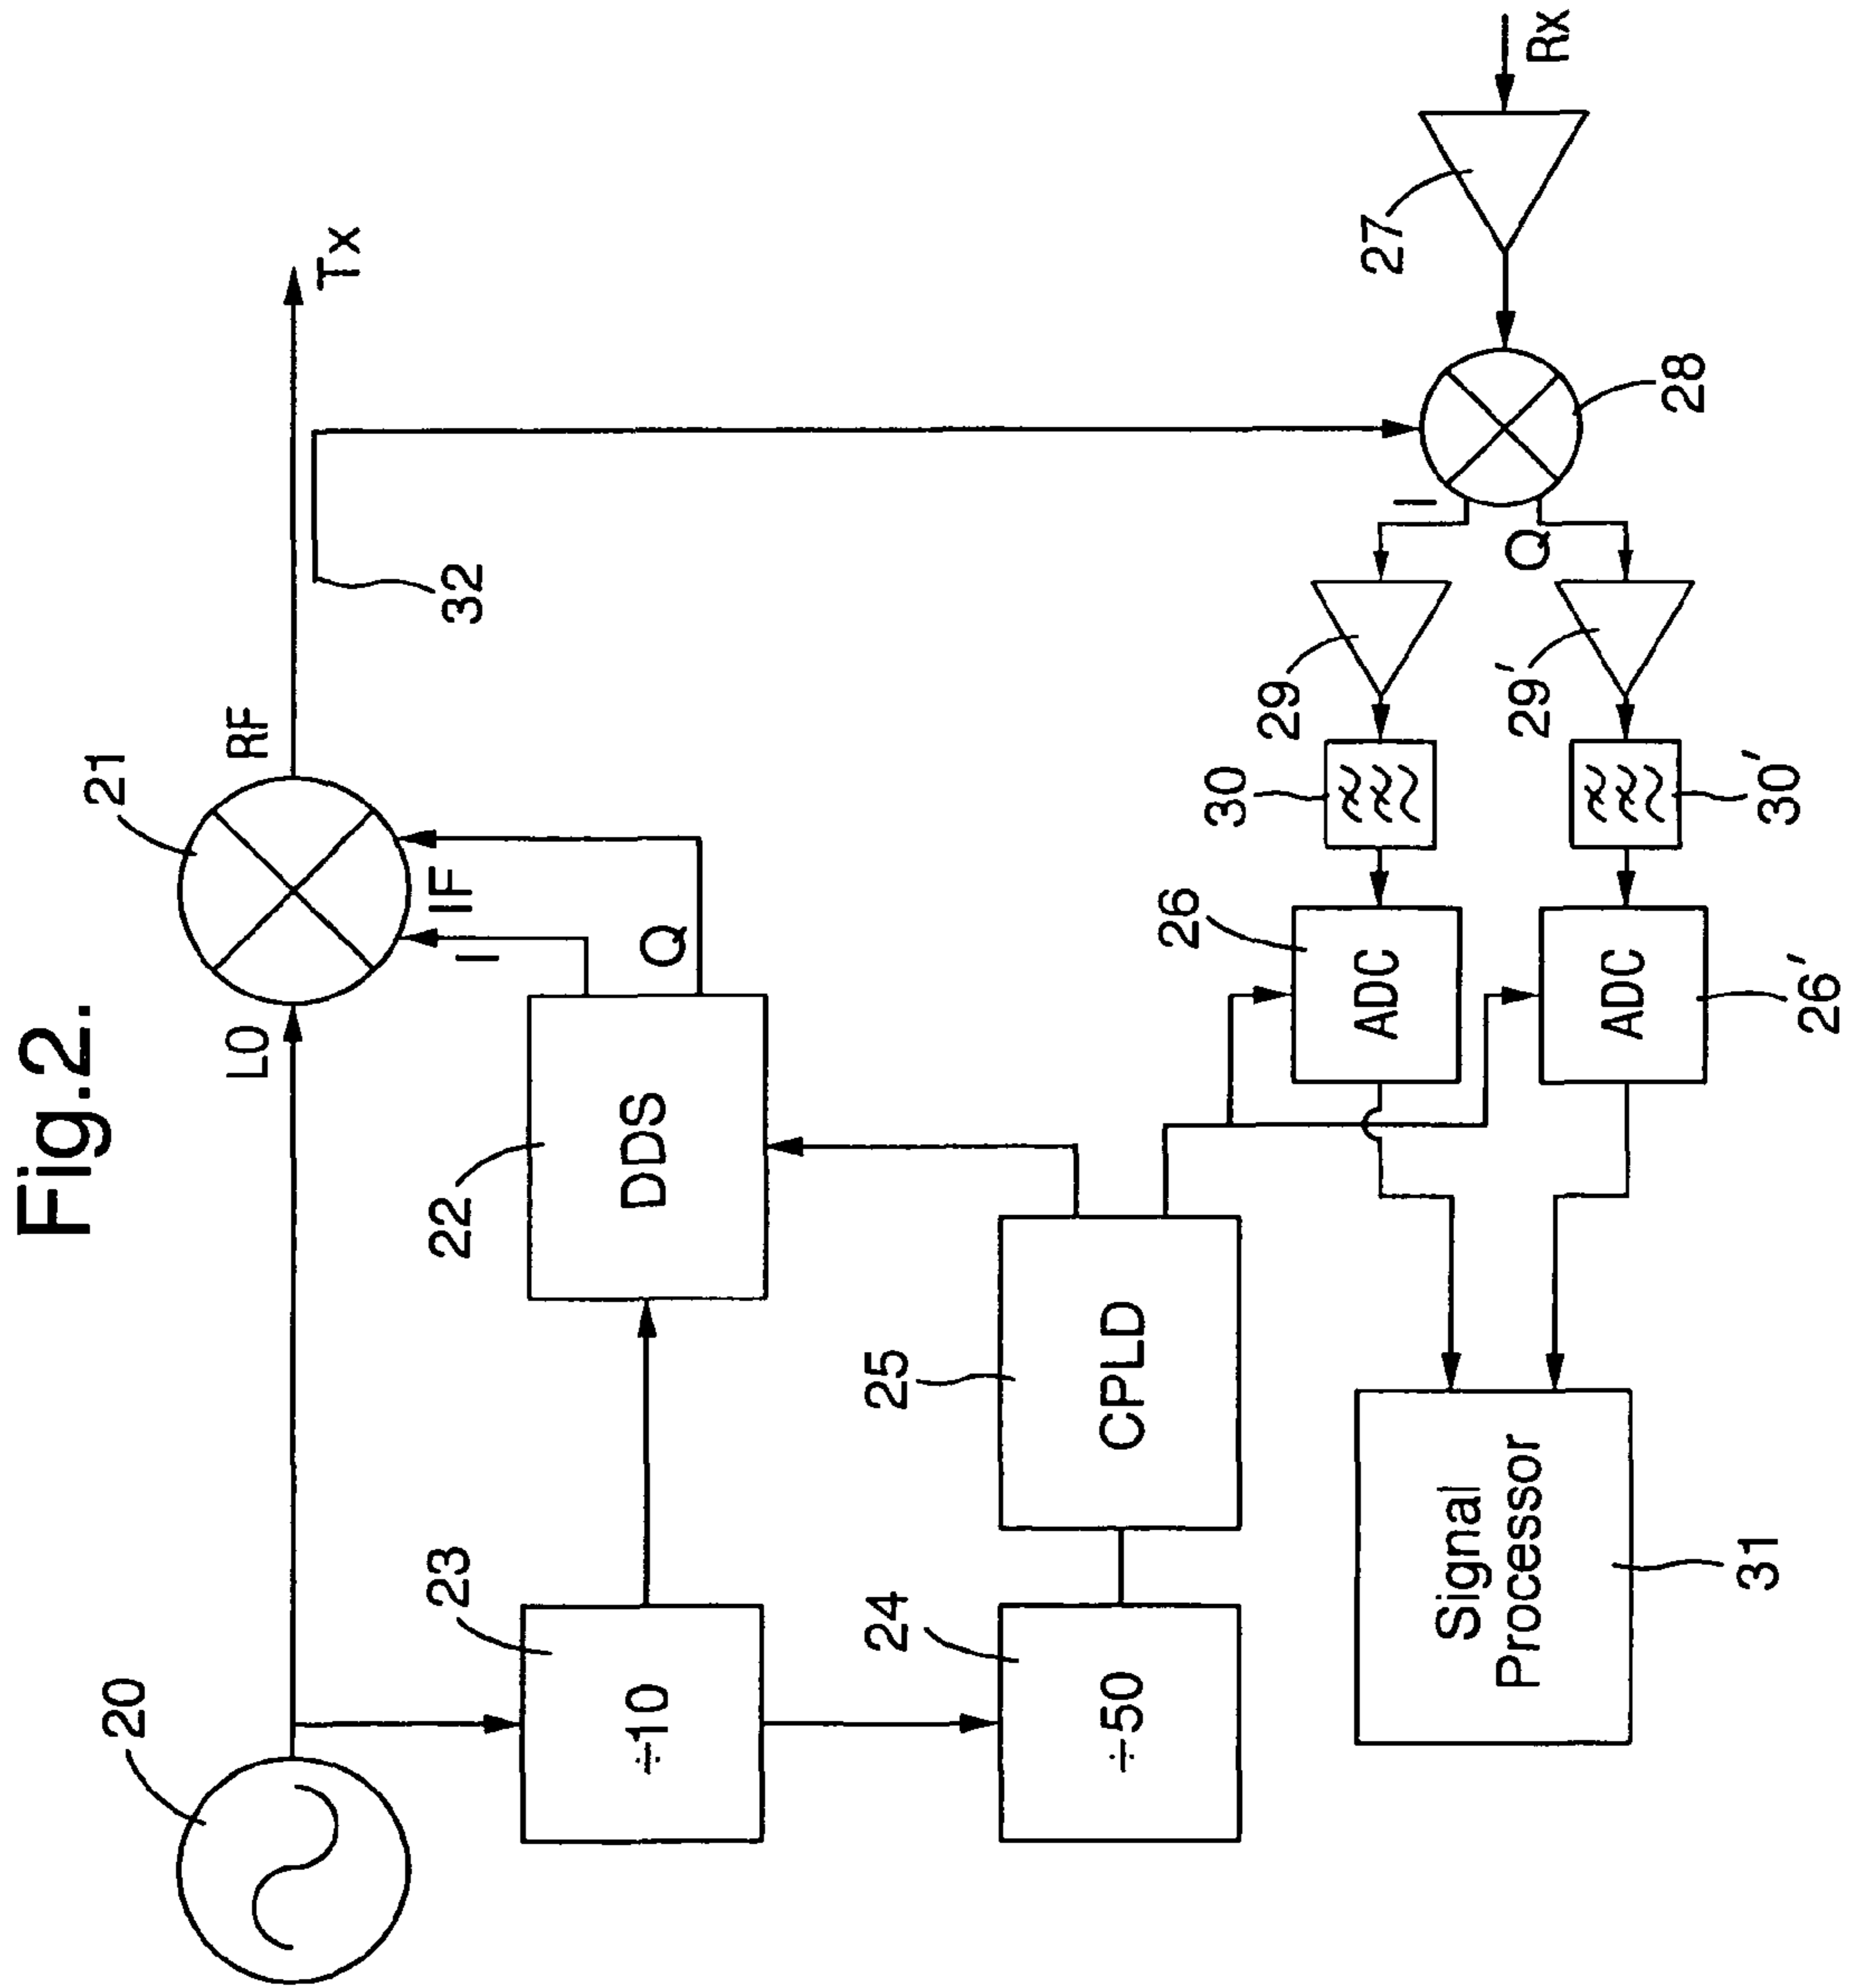 Fig.2.
20
LO
21
RF
Tx
32
22
DDS
I
IF
Q
23
÷10
24
÷50
25
CPLD
26
ADC
30
29
I
28
27
Rx
Q
29'
30'
26'
ADC
Signal
Processor
31